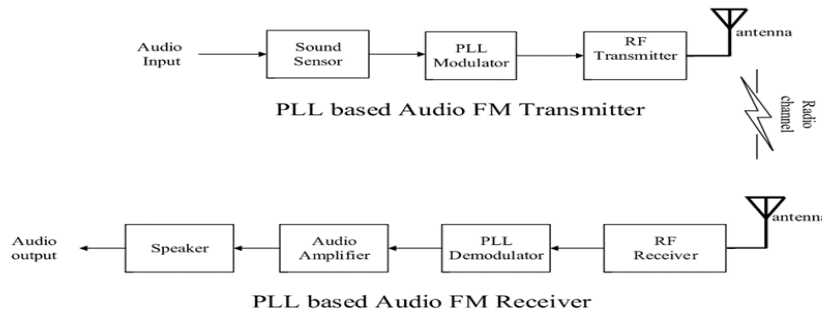 Audio
Input
Sound
Sensor
PLL
Modulator
RF
Transmitter
antenna
PLL based Audio FM Transmitter
Radio
channel
Audio
output
Speaker
Audio
Amplifier
PLL
Demodulator
RF
Receiver
antenna
PLL based Audio FM Receiver